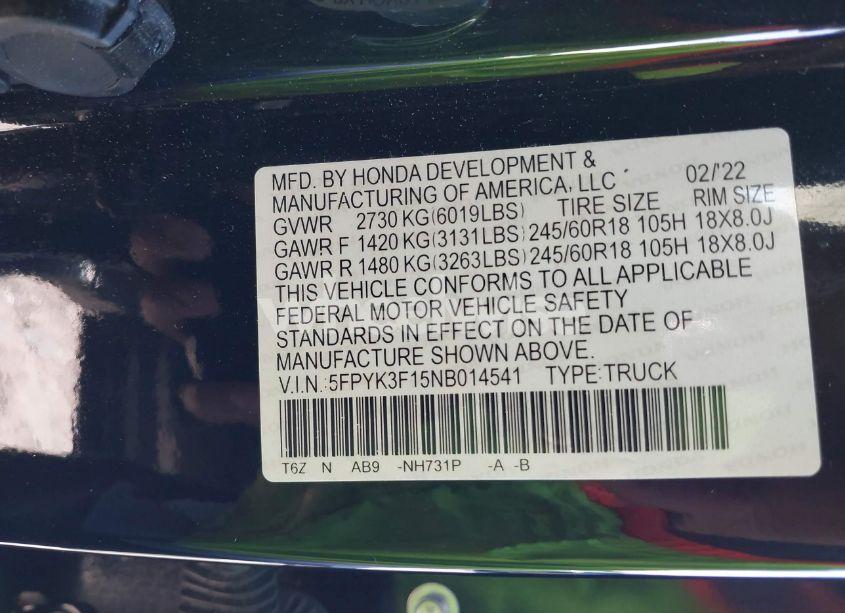 MFD. BY HONDA DEVELOPMENT &
MANUFACTURING OF AMERICA, LLC 02/'22
GVWR 2730 KG(6019LBS) TIRE SIZE RIM SIZE
GAWR F 1420 KG(3131LBS) 245/60R18 105H 18X8.0J
GAWR R 1480 KG(3263LBS) 245/60R18 105H 18X8.0J
THIS VEHICLE CONFORMS TO ALL APPLICABLE
FEDERAL MOTOR VEHICLE SAFETY
STANDARDS IN EFFECT ON THE DATE OF
MANUFACTURE SHOWN ABOVE.
V.I.N.:5FPYK3F15NB014541 TYPE:TRUCK
T6Z N AB9 -NH731P -A -B